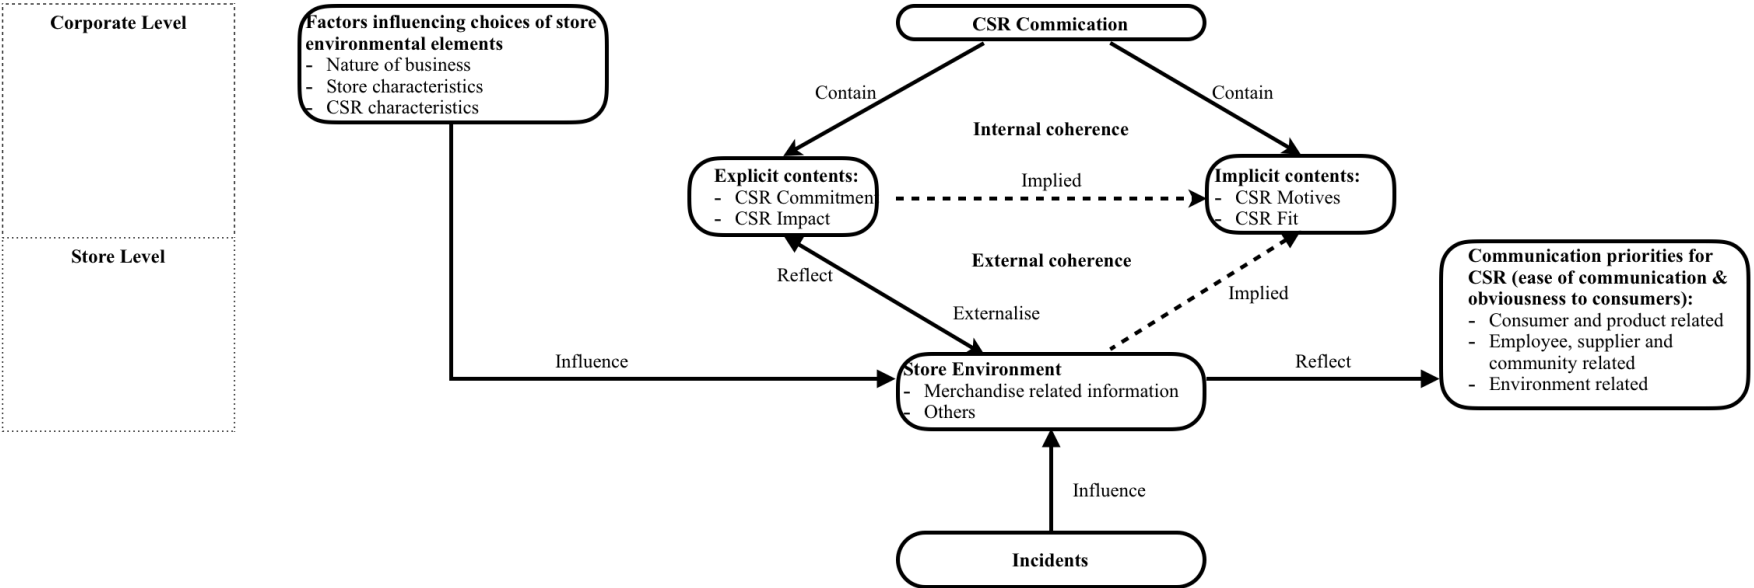 Corporate Level
Factors influencing choices of store
environmental elements
- Nature of business
- Store characteristics
- CSR characteristics
CSR Commication
Contain
Contain
Internal coherence
Explicit contents:
- CSR Commitmen
- CSR Impact
Implied
Implicit contents:
- CSR Motives
- CSR Fit
Store Level
External coherence
Reflect
Externalise
Implied
Communication priorities for
CSR (ease of communication &
obviousness to consumers):
- Consumer and product related
- Employee, supplier and
community related
- Environment related
Influence
Store Environment
- Merchandise related information
- Others
Reflect
Influence
Incidents